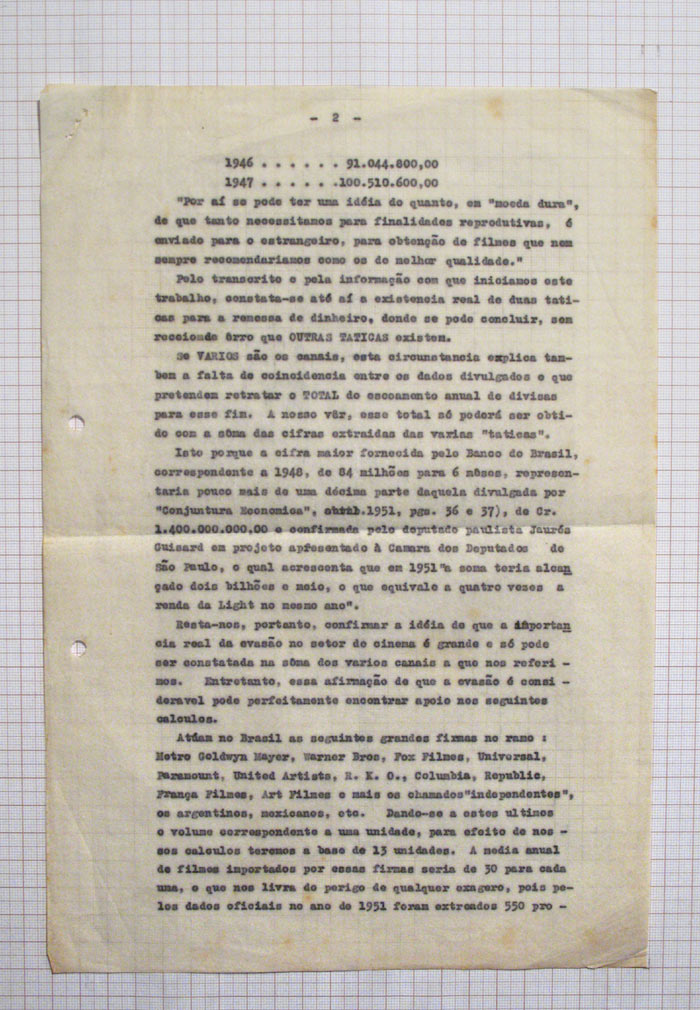 - 2 -
1946 . . . . . . 91.044.800,00
1947 . . . . . .100.510.600,00
"Por aí se pode ter uma idéia do quanto, em "moeda dura",
de que tanto necessitamos para finalidades reprodutivas, é
enviado para o estrangeiro, para obtenção de filmes que nem
sempre recomendariamos como os de melhor qualidade."
Pelo transcrito e pela informação com que iniciamos este
trabalho, constata-se até aí a existencia real de duas tati-
cas para a remessa de dinheiro, donde se pode concluir, sem
receio de êrro que OUTRAS TATICAS existem.
Se VARIOS são os canais, esta circunstancia explica tam-
bem a falta de coincidencia entre os dados divulgados e que
pretendem retratar o TOTAL do escoamento anual de divisas
para esse fim. A nosso vêr, esse total só poderá ser obti-
do com a sôma das cifras extraidas das varias "taticas".
Isto porque a cifra maior fornecida pelo Banco do Brasil,
correspondente a 1948, de 84 milhões para 6 mêses, represen-
taria pouco mais de uma décima parte daquela divulgada por
"Conjuntura Economica", abril.1951, pgs. 36 e 37), de Cr.
1.400.000.000,00 e confirmada pelo deputado paulista Jaurés
Guisard em projeto apresentado à Camara dos Deputados de
São Paulo, o qual acrescenta que em 1951"a soma teria alcan
çado dois bilhões e meio, o que equivale a quatro vezes a
renda da Light no mesmo ano".
Resta-nos, portanto, confirmar a idéia de que a importan
cia real da evasão no setor de cinema é grande e só pode
ser constatada na sôma dos varios canais a que nos referi -
mos. Entretanto, essa afirmação de que a evasão é consi -
deravel pode perfeitamente encontrar apoio nos seguintes
calculos.
Atúam no Brasil as seguintes grandes firmas no ramo :
Metro Goldwyn Mayer, Warner Bros, Fox Filmes, Universal,
Paramount, United Artists, R. K. O., Columbia, Republic,
França Filmes, Art Filmes e mais os chamados"independentes",
os argentinos, mexicanos, etc. Dando-se a estes ultimos
o volume correspondente a uma unidade, para efeito de nos -
sos calculos teremos a base de 13 unidades. A media anual
de filmes importados por essas firmas seria de 30 para cada
uma, o que nos livra do perigo de qualquer exagero, pois pe-
los dados oficiais no ano de 1951 foram extreados 550 pro -